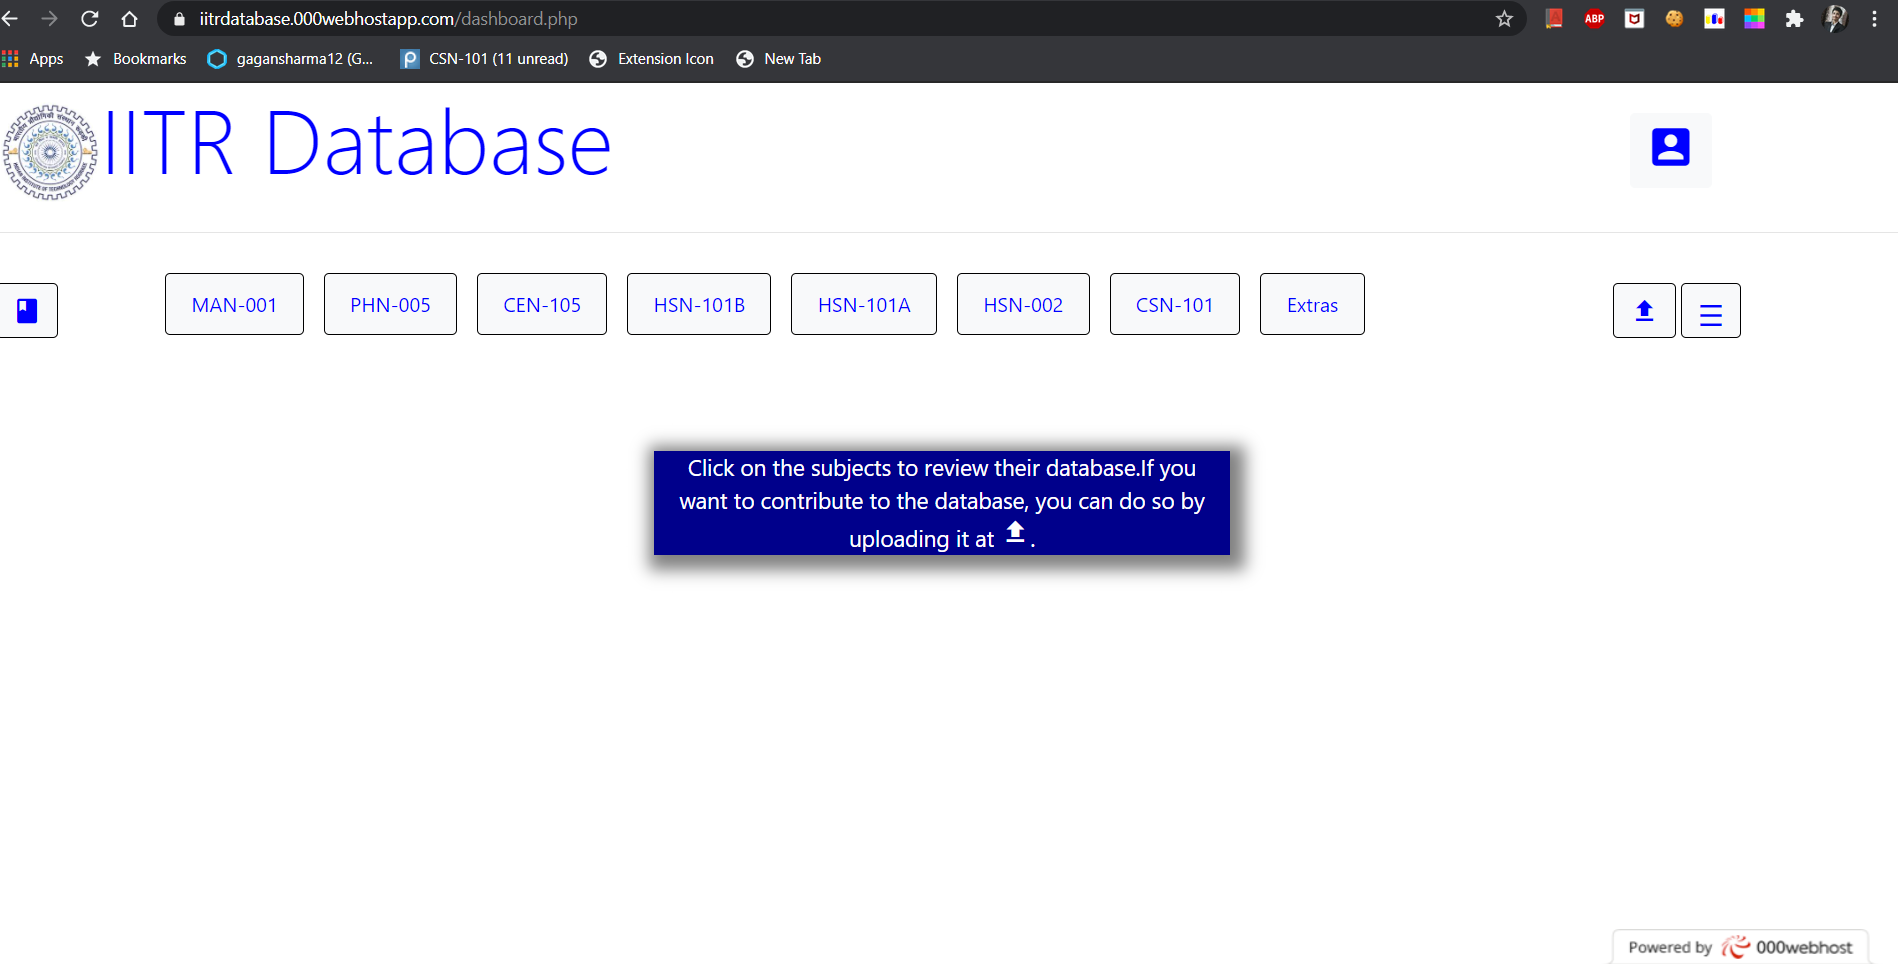 iitrdatabase.000webhostapp.com/dashboard.php
ABP
Apps
Bookmarks
gagansharma12 (G...
CSN-101 (11 unread)
Extension Icon
New Tab
IITR Database
MAN-001
PHN-005
CEN-105
HSN-101B
HSN-101A
HSN-002
CSN-101
Extras
Click on the subjects to review their database.If you
want to contribute to the database, you can do so by
uploading it at .
Powered by 000webhost